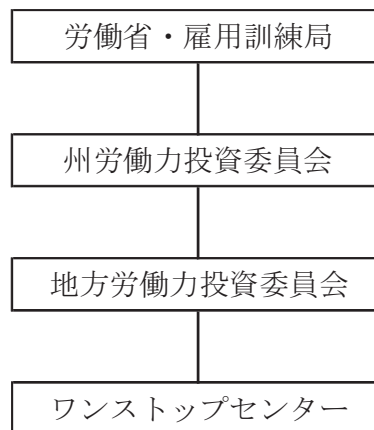 労働省・雇用訓練局
州労働力投資委員会
地方労働力投資委員会
ワンストップセンター